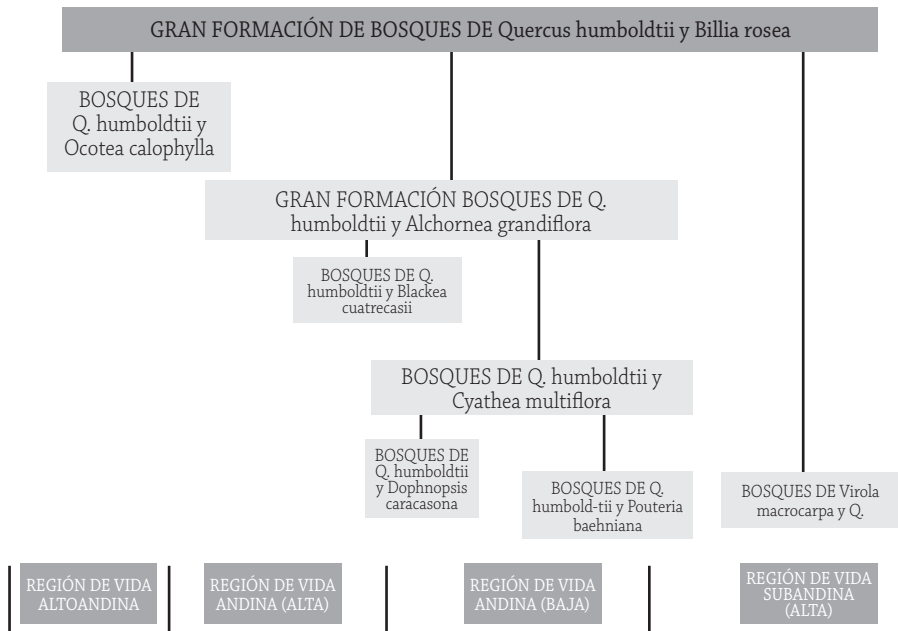 GRAN FORMACIÓN DE BOSQUES DE Quercus humboldtii y Billia rosea
BOSQUES DE
Q. humboldtii y
Ocotea calophylla
GRAN FORMACIÓN BOSQUES DE Q.
humboldtii y Alchornea grandiflora
BOSQUES DE Q.
humboldtii y Blackea
cuatrecasii
BOSQUES DE Q. humboldtii y
Cyathea multiflora
BOSQUES DE
Q. humboldtii
y Dophnopsis
caracasona
BOSQUES DE Q.
humbold-tii y Pouteria
baehniana
BOSQUES DE Virola
macrocarpa y Q.
REGIÓN DE VIDA
ALTOANDINA
REGIÓN DE VIDA
ANDINA (ALTA)
REGIÓN DE VIDA
ANDINA (BAJA)
REGIÓN DE VIDA
SUBANDINA
(ALTA)